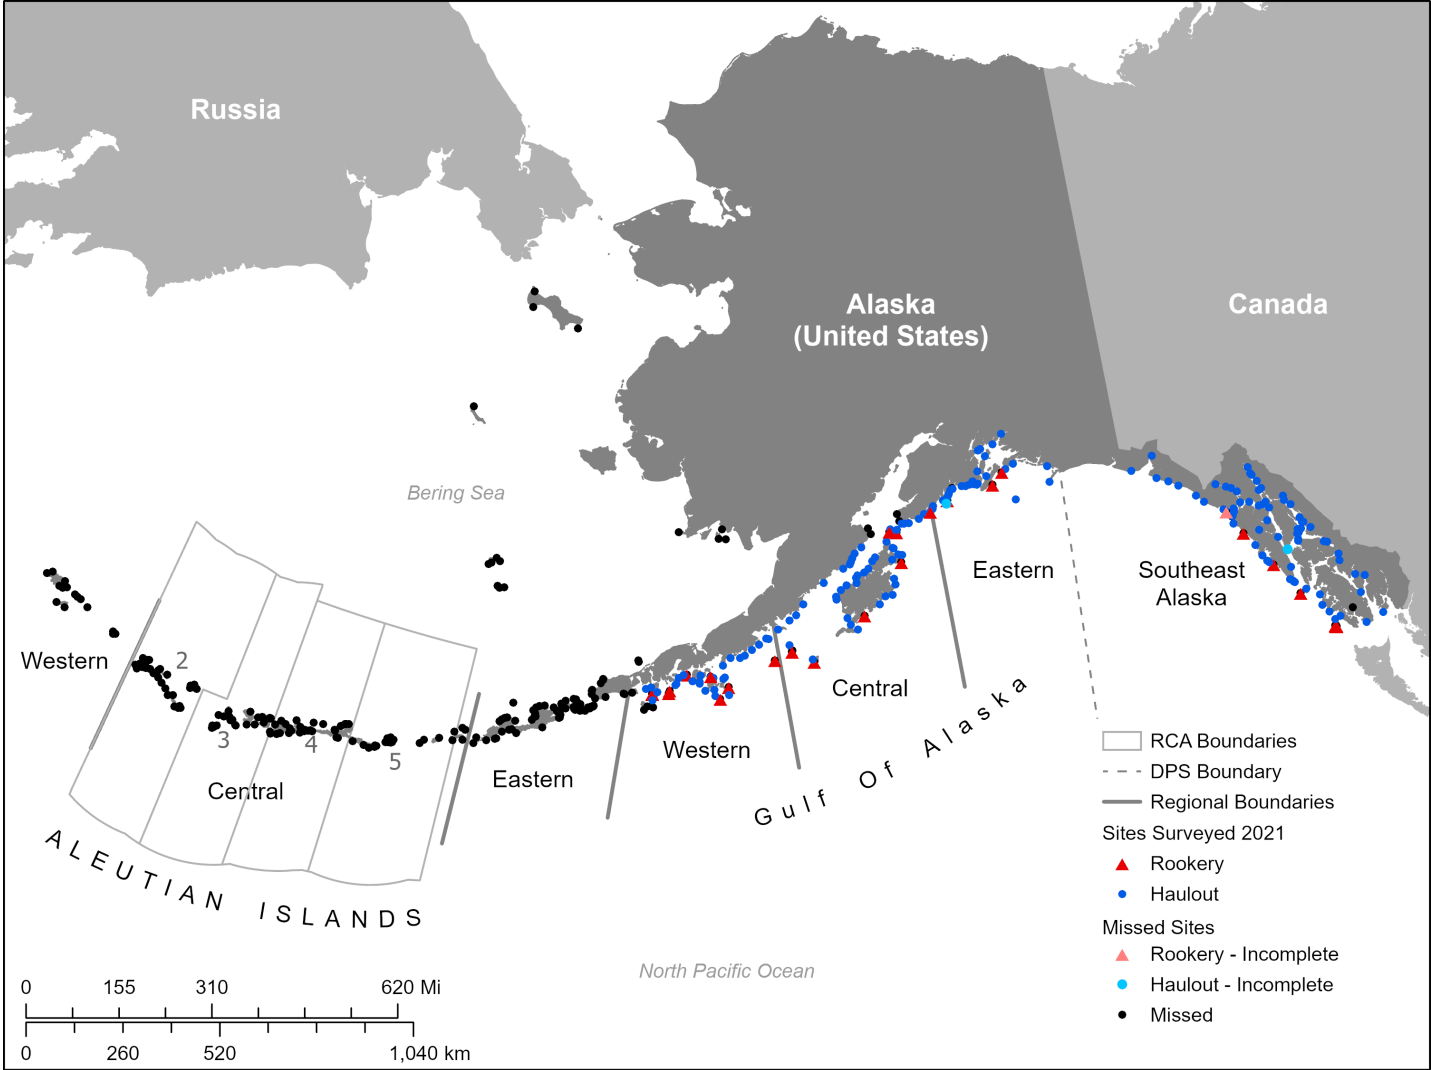 Russia
Alaska
(United States)
Canada
Bering Sea
Eastern
Southeast
Alaska
Western
2
3
4
5
Central
Eastern
Western
Central
Gulf Of Alaska
ALEUTIAN ISLANDS
North Pacific Ocean
RCA Boundaries
DPS Boundary
Regional Boundaries
Sites Surveyed 2021
Rookery
Haulout
Missed Sites
Rookery - Incomplete
Haulout - Incomplete
Missed
0 155 310 620 Mi
0 260 520 1,040 km